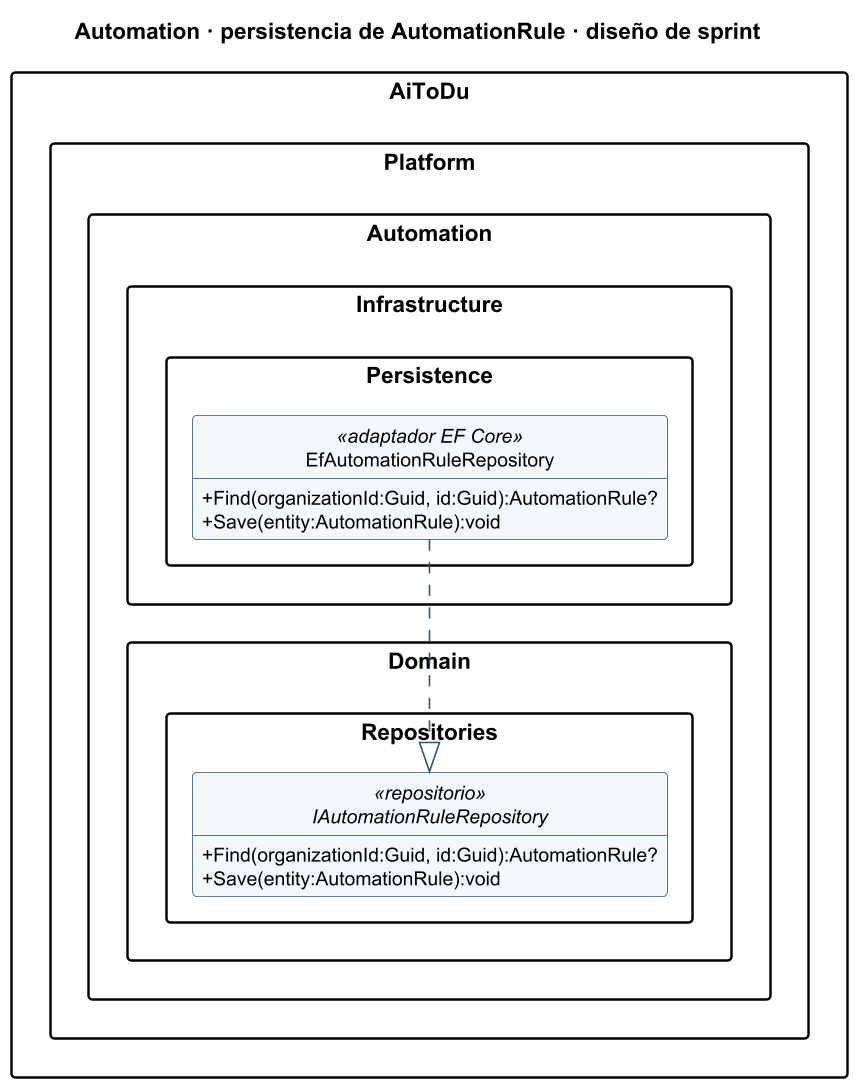 Automation · persistencia de AutomationRule · diseño de sprint
AiToDu
Platform
Automation
Infrastructure
Persistence
«adaptador EF Core»
EfAutomationRuleRepository
+Find(organizationId:Guid, id:Guid):AutomationRule?
+Save(entity:AutomationRule):void
Domain
Repositories
«repositorio»
IAutomationRuleRepository
+Find(organizationId:Guid, id:Guid):AutomationRule?
+Save(entity:AutomationRule):void